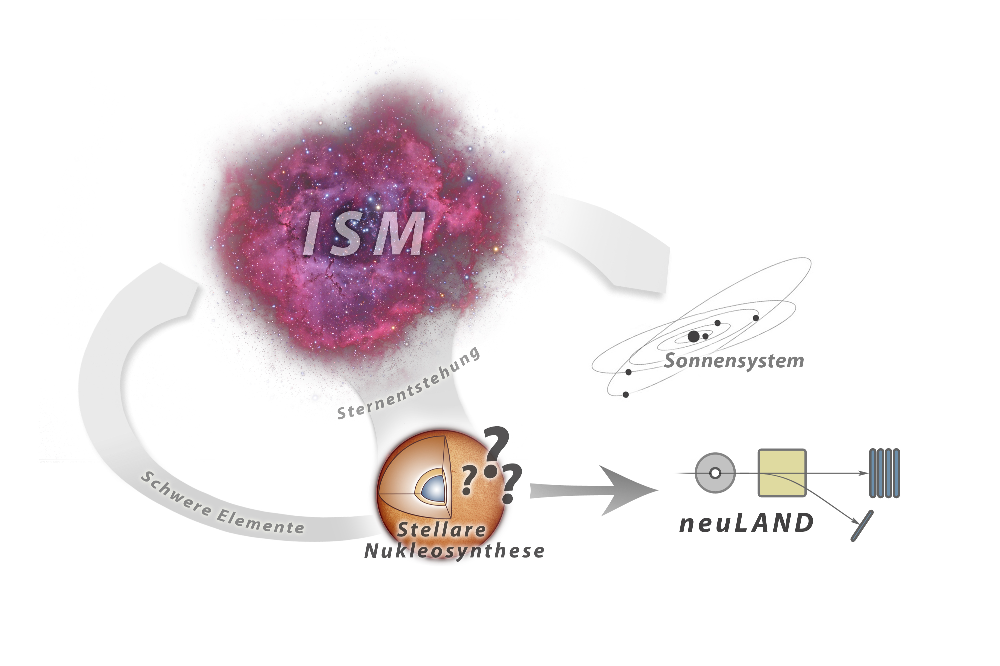 ISM
Sternentstehung
Sonnensystem
? ? ?
Schwere Elemente
Stellare
Nukleosynthese
neuLAND